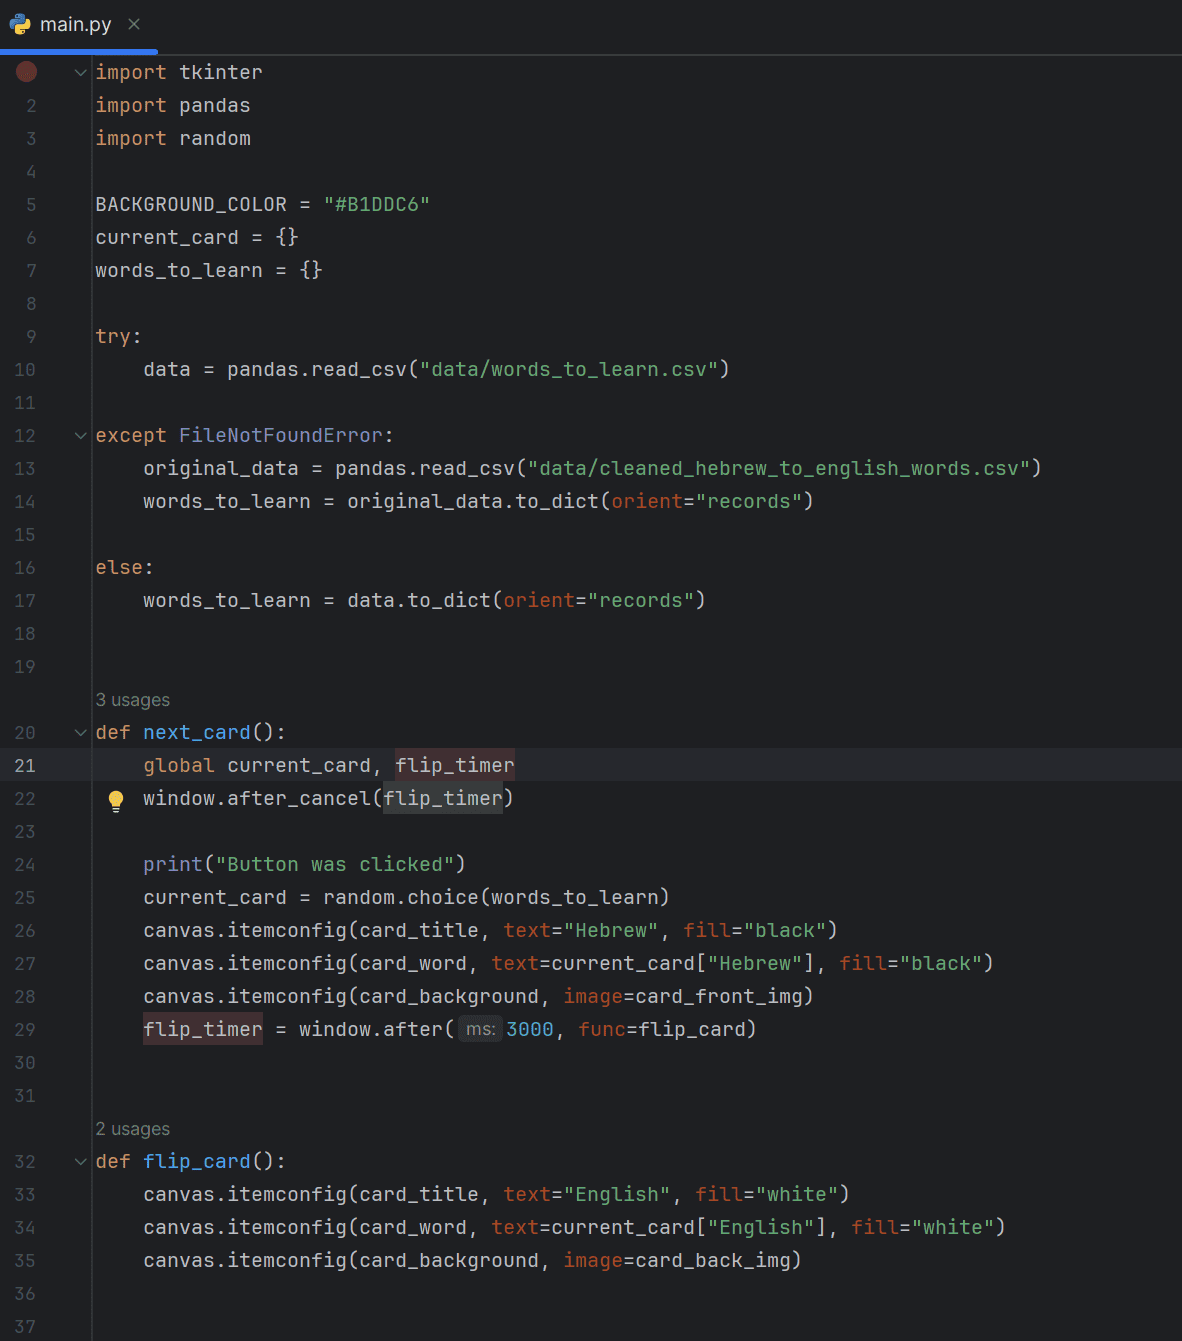 main.py
import tkinter
2 import pandas
3 import random
4
5 BACKGROUND_COLOR = "#B1DDC6"
6 current_card = {}
7 words_to_learn = {}
8
9 try:
10     data = pandas.read_csv("data/words_to_learn.csv")
11
12 except FileNotFoundError:
13     original_data = pandas.read_csv("data/cleaned_hebrew_to_english_words.csv")
14     words_to_learn = original_data.to_dict(orient="records")
15
16 else:
17     words_to_learn = data.to_dict(orient="records")
18
19
3 usages
20 def next_card():
21     global current_card, flip_timer
22     window.after_cancel(flip_timer)
23
24     print("Button was clicked")
25     current_card = random.choice(words_to_learn)
26     canvas.itemconfig(card_title, text="Hebrew", fill="black")
27     canvas.itemconfig(card_word, text=current_card["Hebrew"], fill="black")
28     canvas.itemconfig(card_background, image=card_front_img)
29     flip_timer = window.after( ms: 3000, func=flip_card)
30
31
2 usages
32 def flip_card():
33     canvas.itemconfig(card_title, text="English", fill="white")
34     canvas.itemconfig(card_word, text=current_card["English"], fill="white")
35     canvas.itemconfig(card_background, image=card_back_img)
36
37